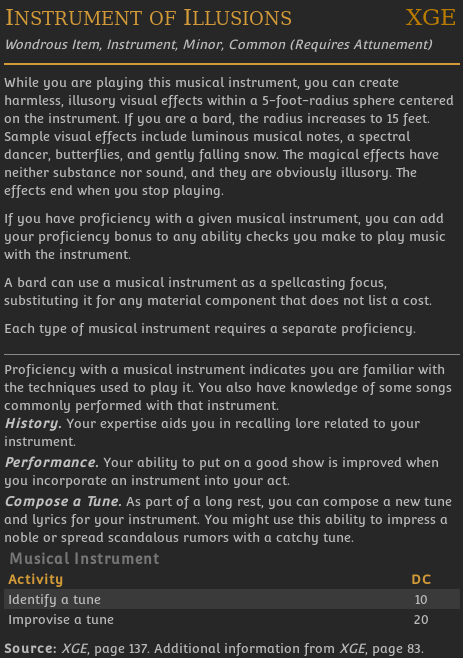 Instrument of Illusions XGE
Wondrous Item, Instrument, Minor, Common (Requires Attunement)
While you are playing this musical instrument, you can create
harmless, illusory visual effects within a 5-foot-radius sphere centered
on the instrument. If you are a bard, the radius increases to 15 feet.
Sample visual effects include luminous musical notes, a spectral
dancer, butterflies, and gently falling snow. The magical effects have
neither substance nor sound, and they are obviously illusory. The
effects end when you stop playing.
If you have proficiency with a given musical instrument, you can add
your proficiency bonus to any ability checks you make to play music
with the instrument.
A bard can use a musical instrument as a spellcasting focus,
substituting it for any material component that does not list a cost.
Each type of musical instrument requires a separate proficiency.
Proficiency with a musical instrument indicates you are familiar with
the techniques used to play it. You also have knowledge of some songs
commonly performed with that instrument.
History. Your expertise aids you in recalling lore related to your
instrument.
Performance. Your ability to put on a good show is improved when
you incorporate an instrument into your act.
Compose a Tune. As part of a long rest, you can compose a new tune
and lyrics for your instrument. You might use this ability to impress a
noble or spread scandalous rumors with a catchy tune.
Musical Instrument
Activity DC
Identify a tune 10
Improvise a tune 20
Source: XGE, page 137. Additional information from XGE, page 83.